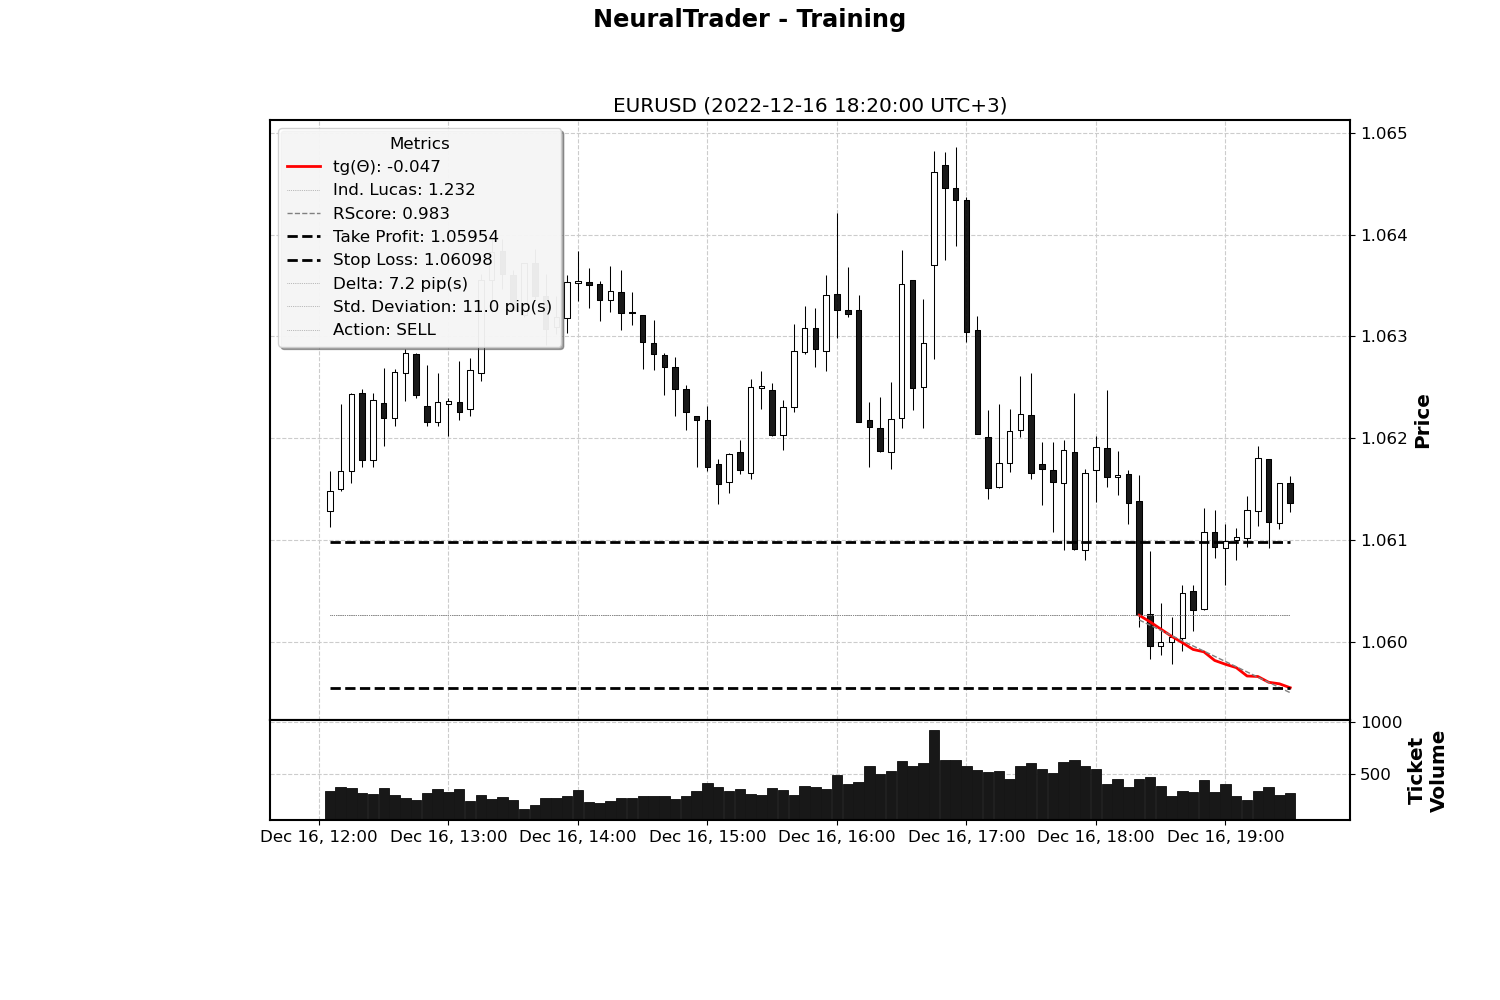 NeuralTrader - Training
EURUSD (2022-12-16 18:20:00 UTC+3)
Metrics
tg(Θ): -0.047
Ind. Lucas: 1.232
RScore: 0.983
Take Profit: 1.05954
Stop Loss: 1.06098
Delta: 7.2 pip(s)
Std. Deviation: 11.0 pip(s)
Action: SELL
1.065
1.064
1.063
1.062
1.061
1.060
Price
1000
500
Ticket
Volume
Dec 16, 12:00 Dec 16, 13:00 Dec 16, 14:00 Dec 16, 15:00 Dec 16, 16:00 Dec 16, 17:00 Dec 16, 18:00 Dec 16, 19:00